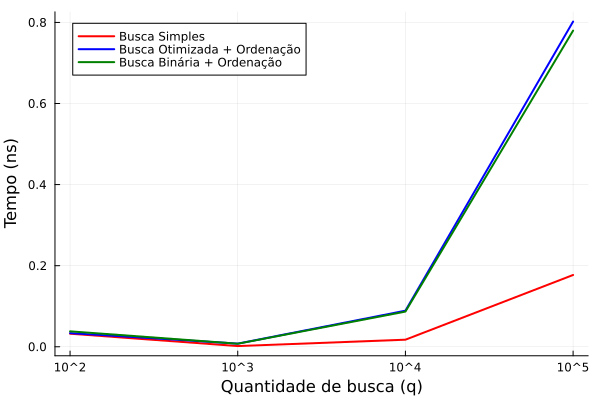 Busca Simples
Busca Otimizada + Ordenação
Busca Binária + Ordenação
Tempo (ns)
0.8
0.6
0.4
0.2
0.0
10^2
10^3
10^4
10^5
Quantidade de busca (q)